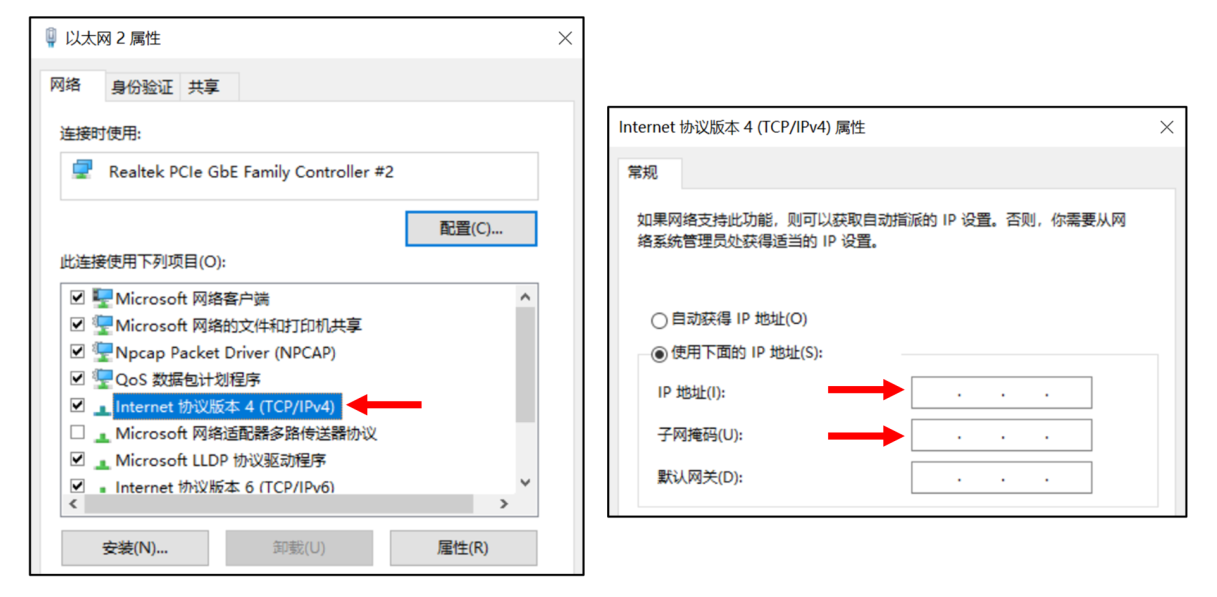 以太网 2 属性
网络
身份验证
共享
连接时使用:
Realtek PCIe GbE Family Controller #2
配置(C)...
此连接使用下列项目(O):
Microsoft 网络客户端
Microsoft 网络的文件和打印机共享
Npcap Packet Driver (NPCAP)
QoS 数据包计划程序
Internet 协议版本 4 (TCP/IPv4)
Microsoft 网络适配器多路传送器协议
Microsoft LLDP 协议驱动程序
Internet 协议版本 6 (TCP/IPv6)
安装(N)...
卸载(U)
属性(R)
Internet 协议版本 4 (TCP/IPv4) 属性
常规
如果网络支持此功能，则可以获取自动指派的 IP 设置。否则，你需要从网
络系统管理员处获得适当的 IP 设置。
自动获得 IP 地址(O)
使用下面的 IP 地址(S):
IP 地址(I):
子网掩码(U):
默认网关(D):